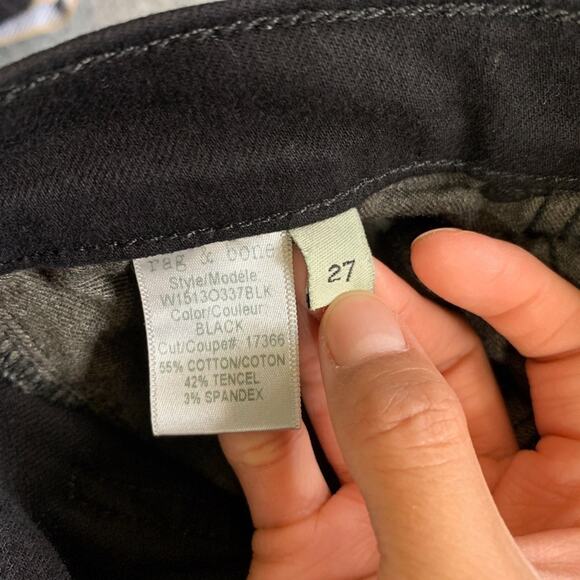 rag & bone
Style/Modele:
W1513O337BLK
Color/Couleur
BLACK
Cut/Coupe# 17366
55% COTTON/COTON
42% TENCEL
3% SPANDEX
27